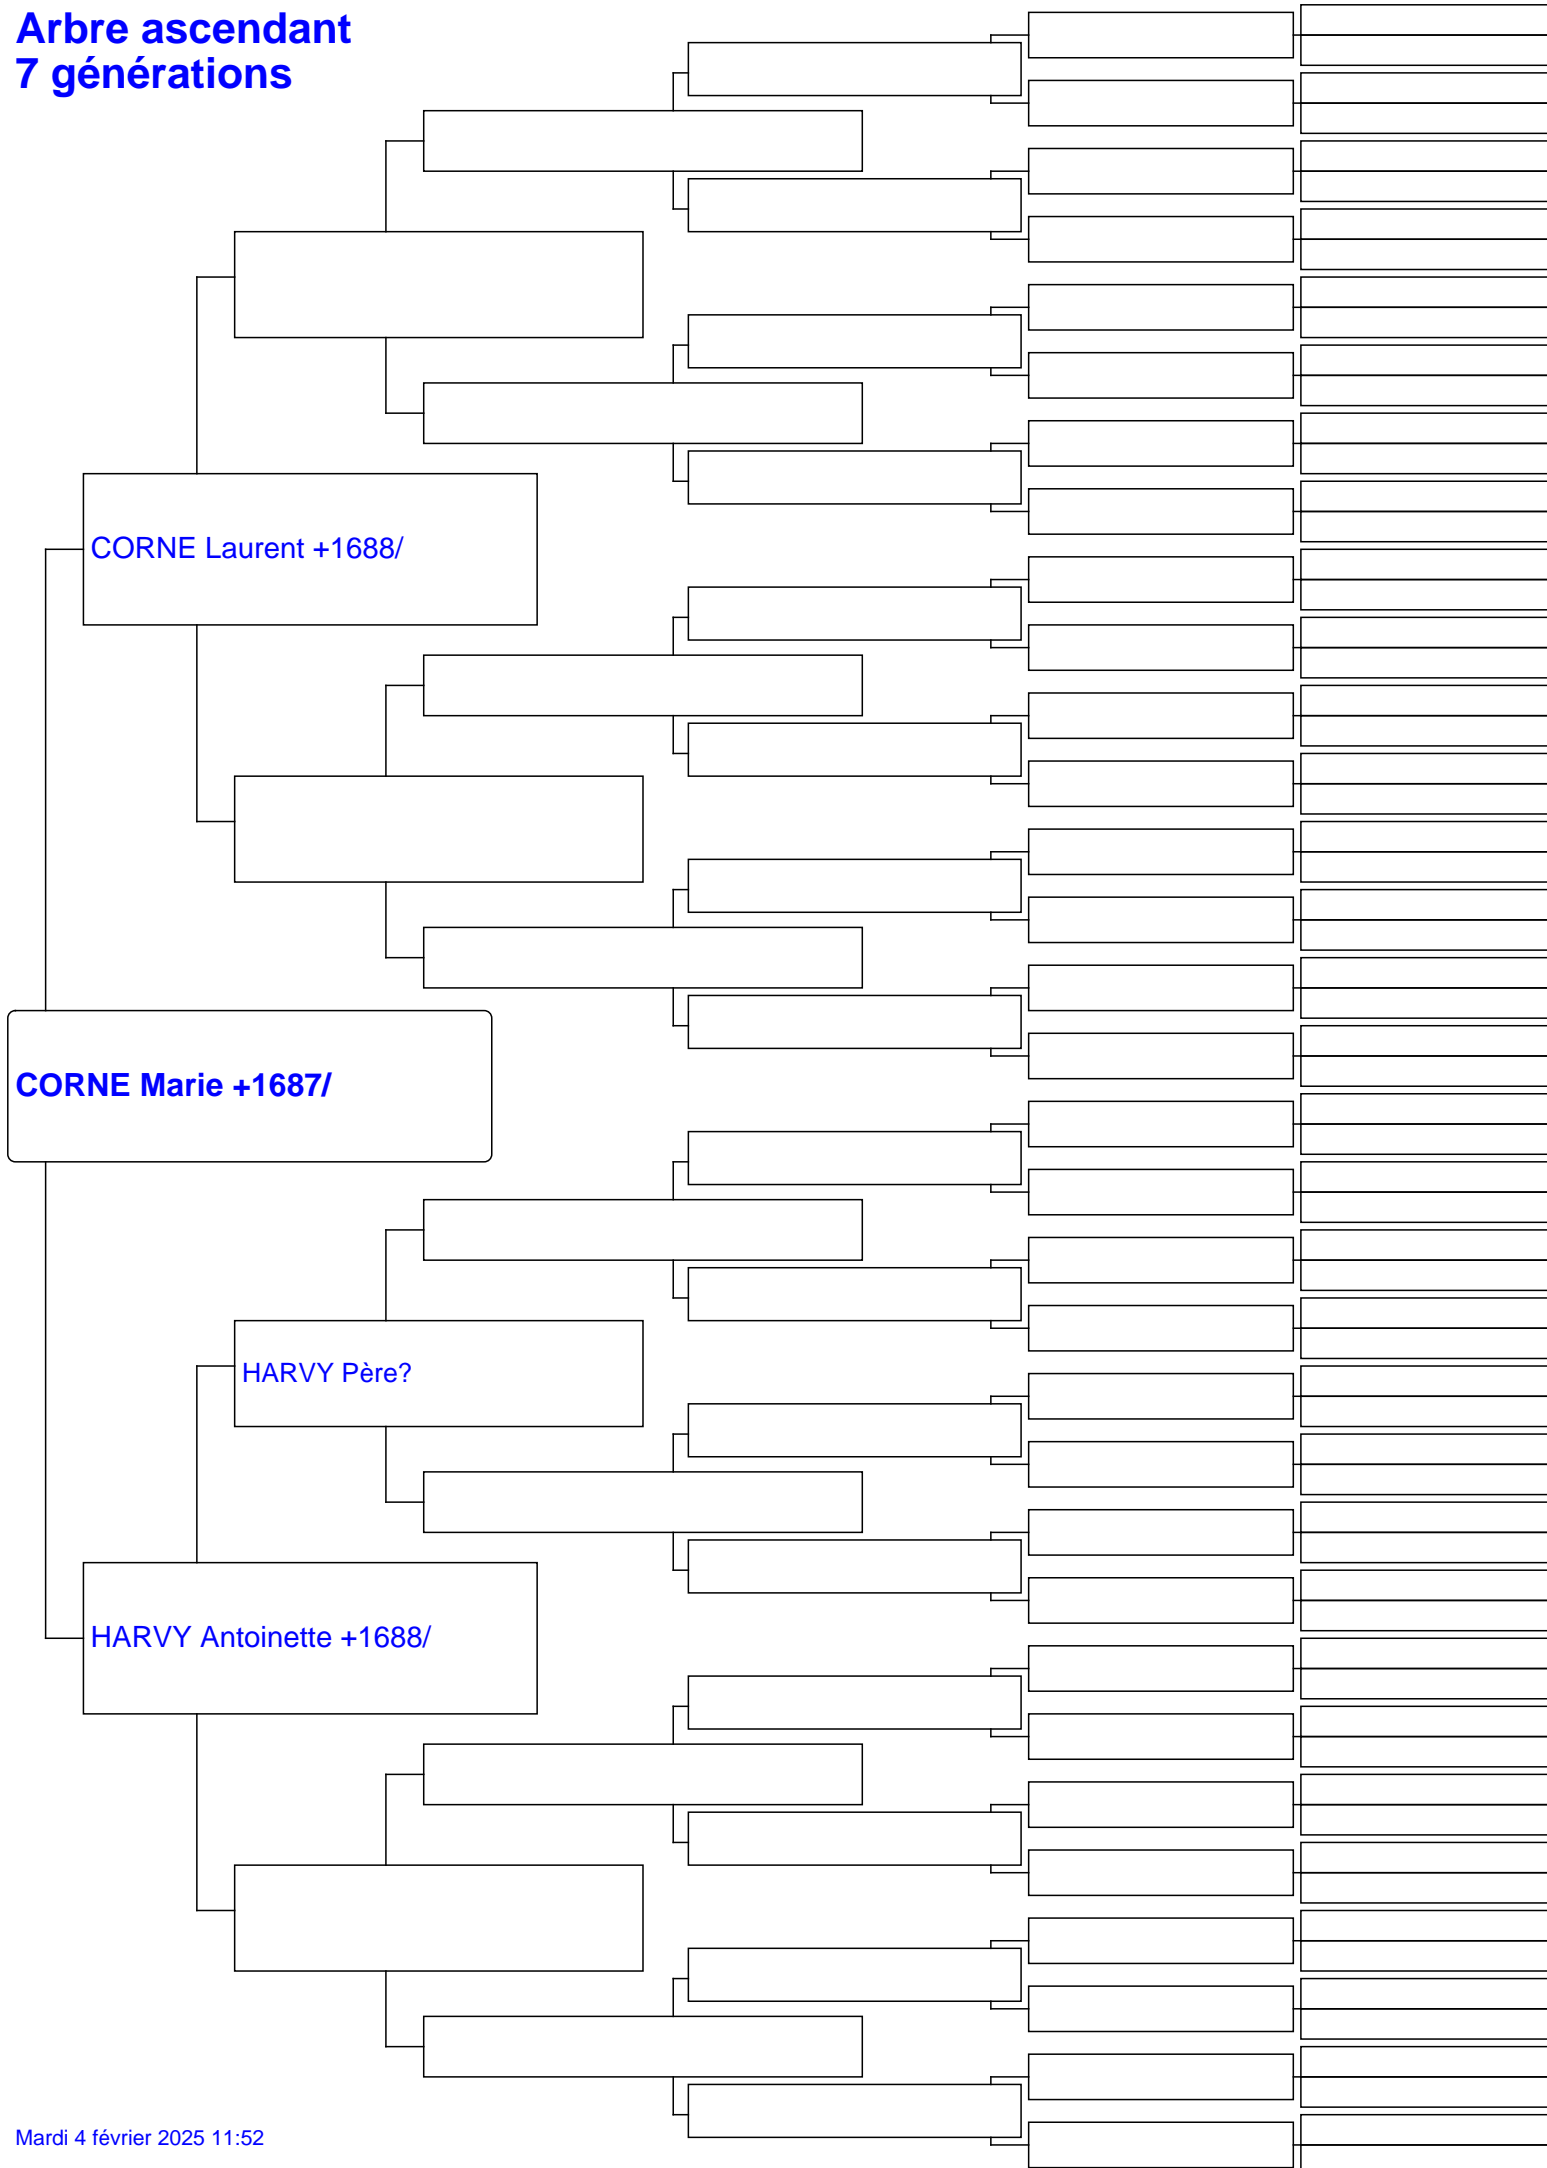 Arbre ascendant
7 générations
CORNE Laurent +1688/
CORNE Marie +1687/
HARVY Père?
HARVY Antoinette +1688/
Mardi 4 février 2025 11:52